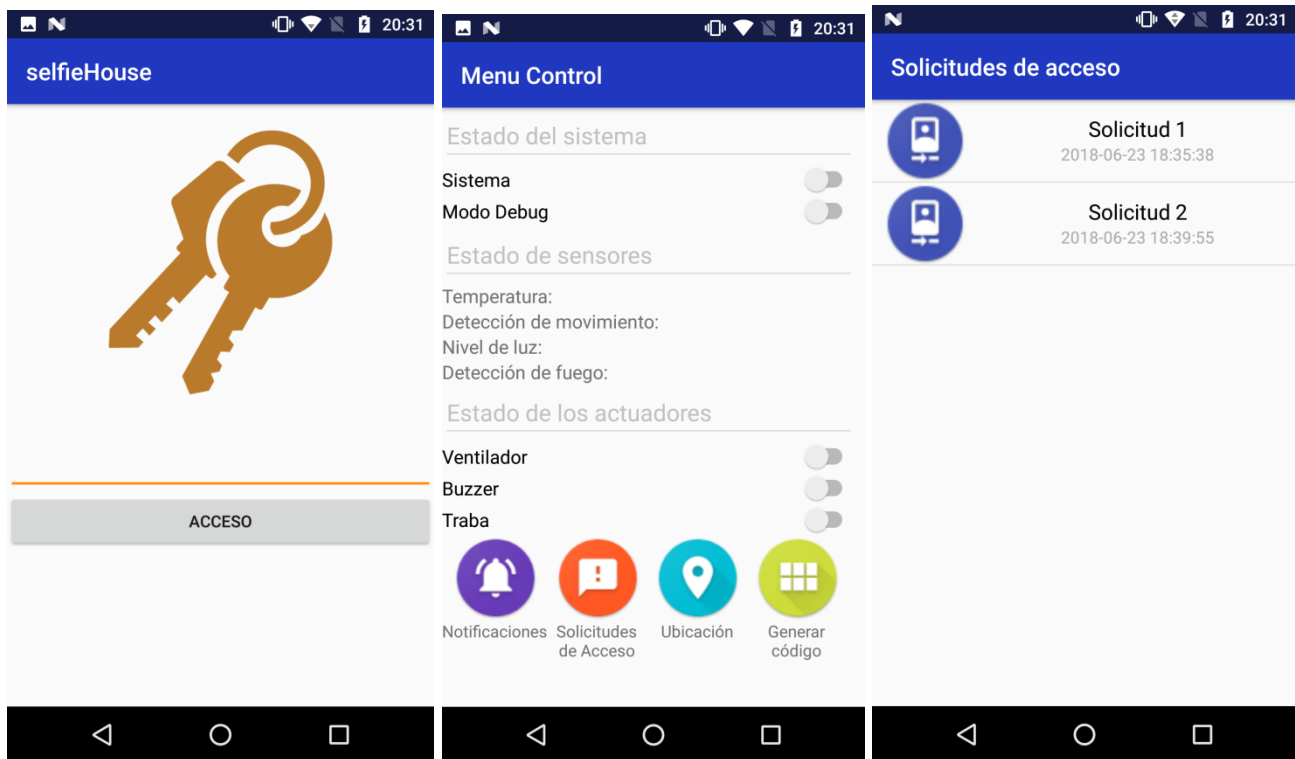 20:31
selfieHouse
ACCESO
20:31
Menu Control
Estado del sistema
Sistema
Modo Debug
Estado de sensores
Temperatura:
Detección de movimiento:
Nivel de luz:
Detección de fuego:
Estado de los actuadores
Ventilador
Buzzer
Traba
Notificaciones
Solicitudes
de Acceso
Ubicación
Generar
código
20:31
Solicitudes de acceso
Solicitud 1
2018-06-23 18:35:38
Solicitud 2
2018-06-23 18:39:55